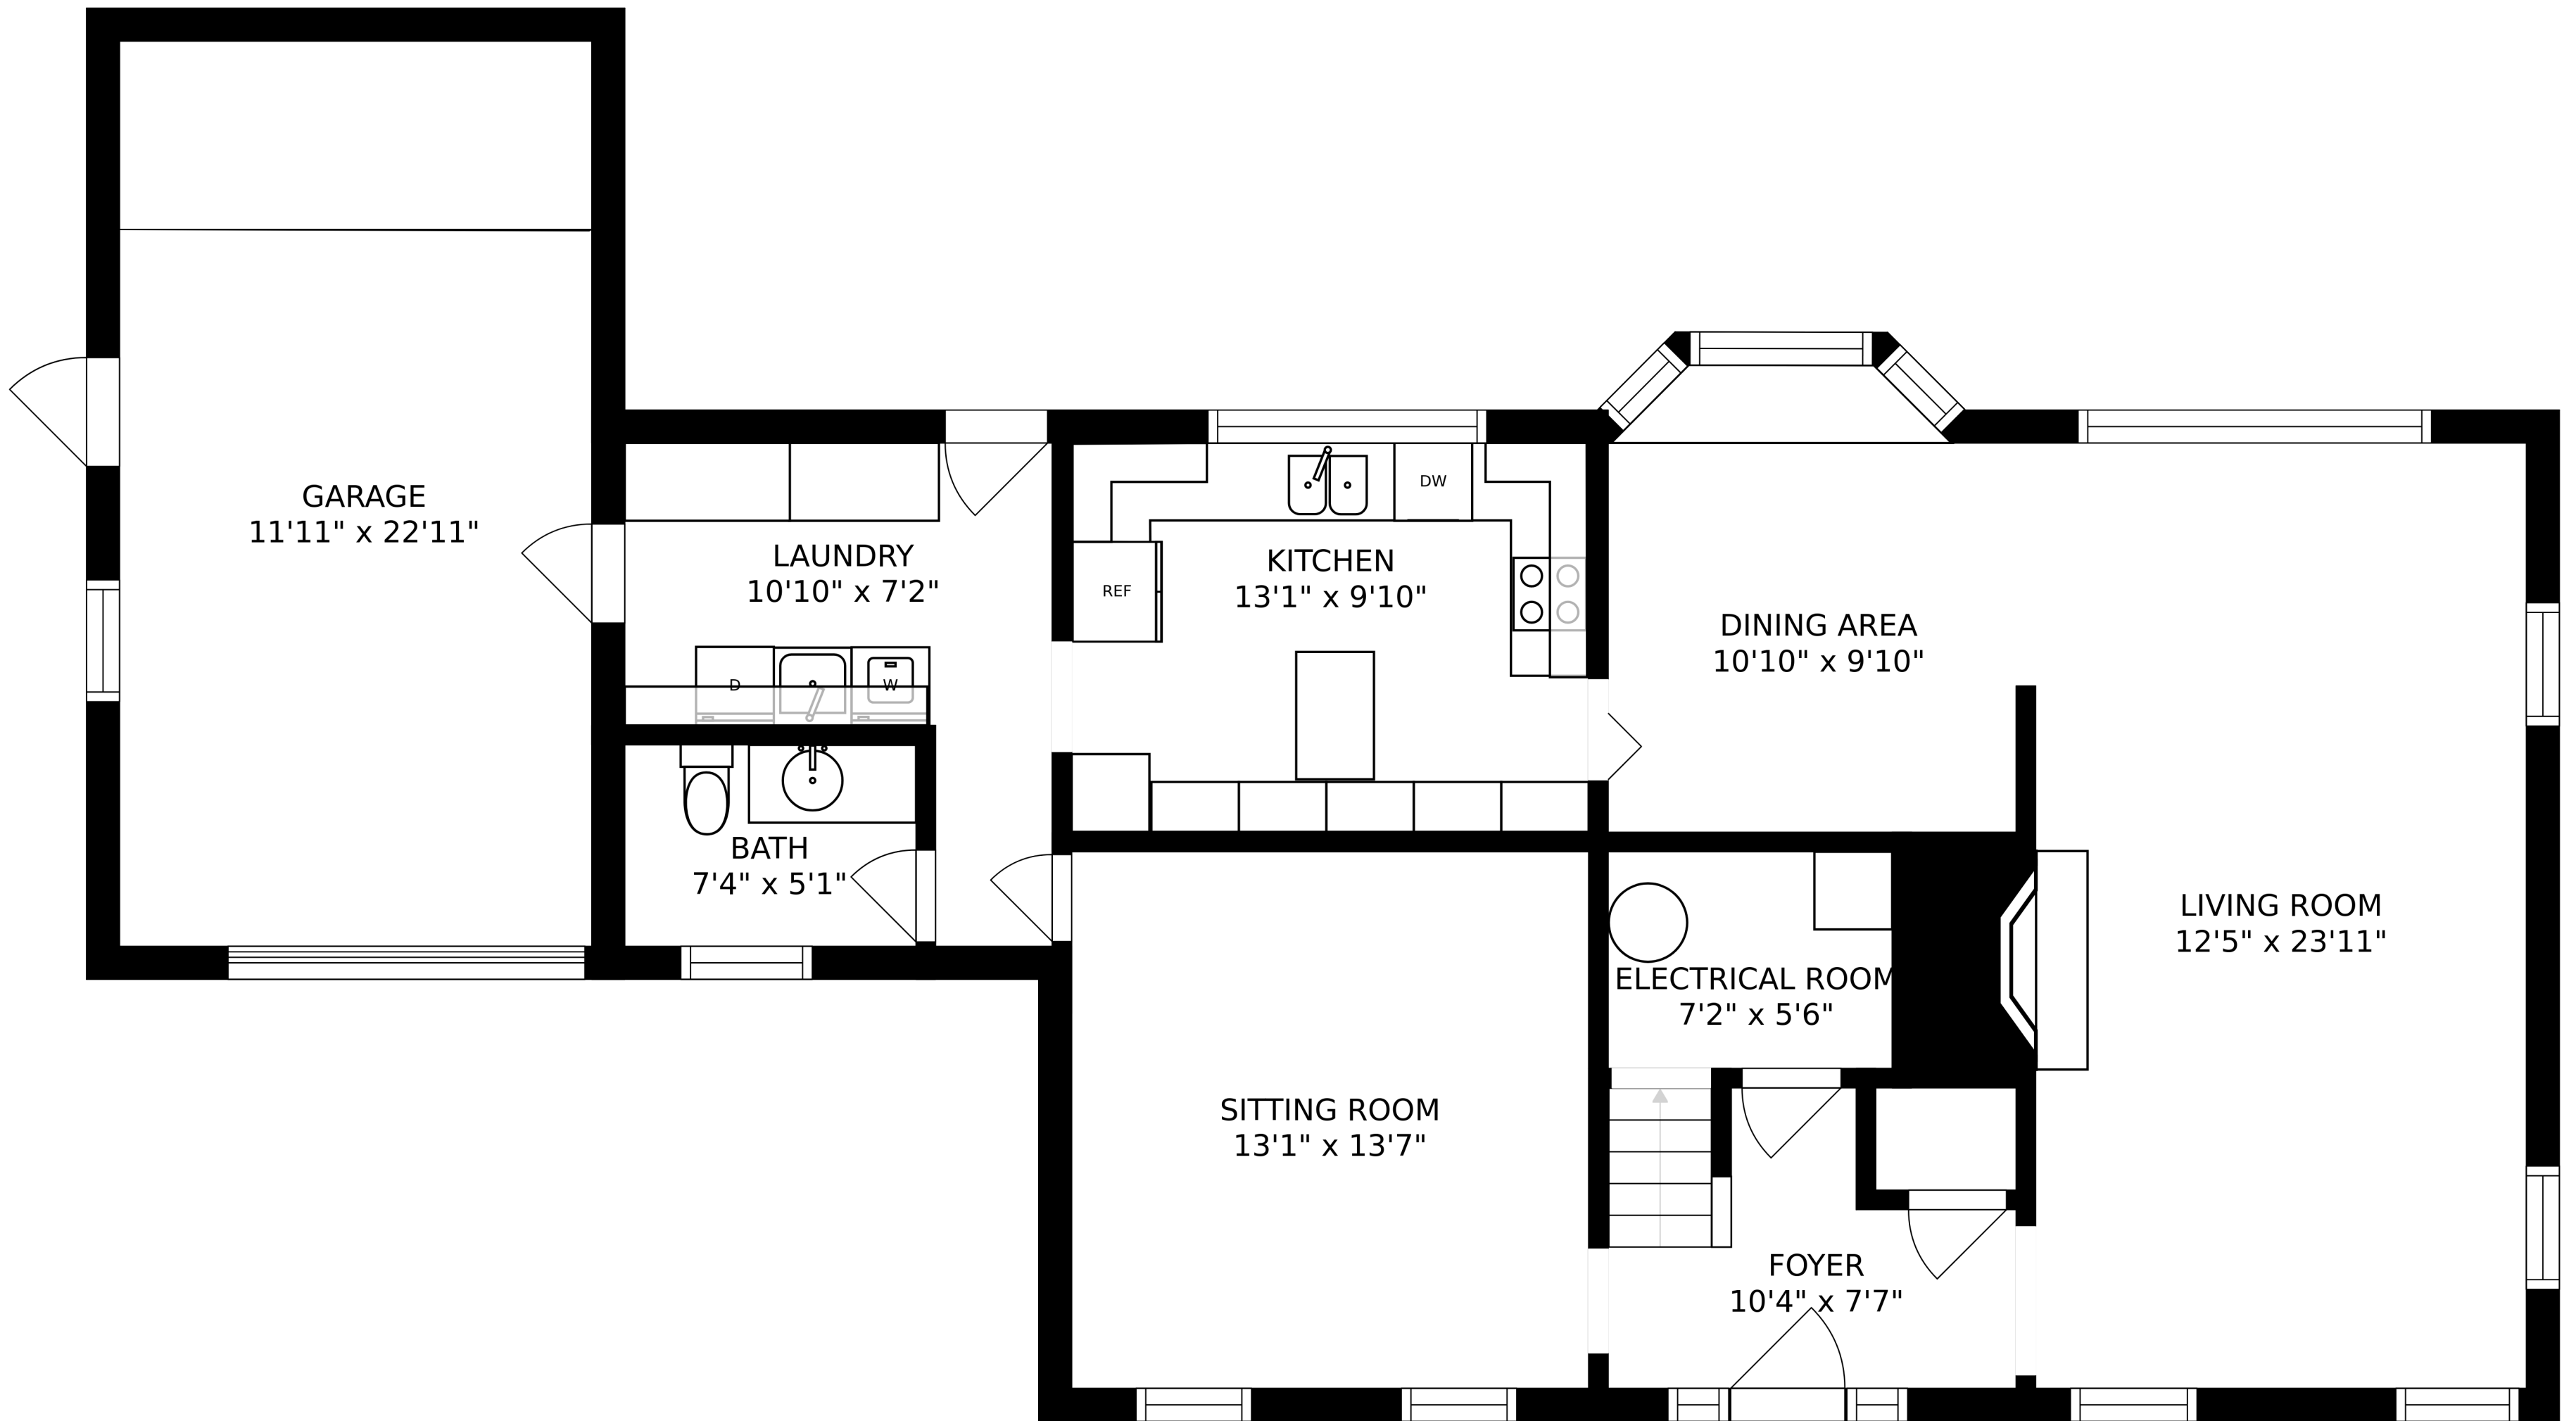 GARAGE
11'11" x 22'11"
LAUNDRY
10'10" x 7'2"
D
W
BATH
7'4" x 5'1"
KITCHEN
13'1" x 9'10"
DW
REF
DINING AREA
10'10" x 9'10"
LIVING ROOM
12'5" x 23'11"
ELECTRICAL ROOM
7'2" x 5'6"
SITTING ROOM
13'1" x 13'7"
FOYER
10'4" x 7'7"